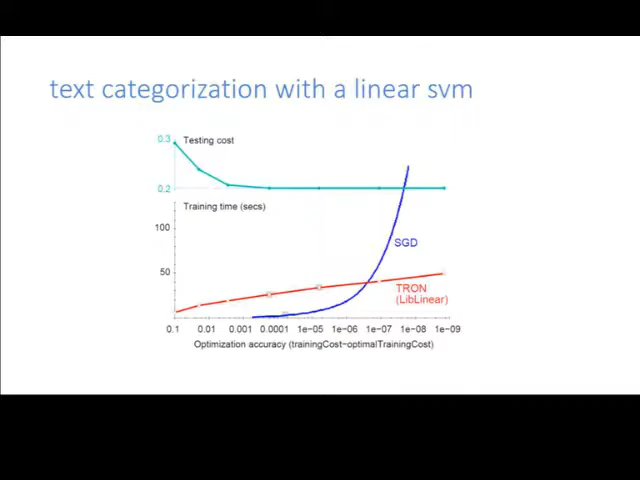 text categorization with a linear svm
0.3
Testing cost
0.2
Training time (secs)
100
SGD
50
TRON
(LibLinear)
0.1 0.01 0.001 0.0001 1e−05 1e−06 1e−07 1e−08 1e−09
Optimization accuracy (trainingCost−optimalTrainingCost)